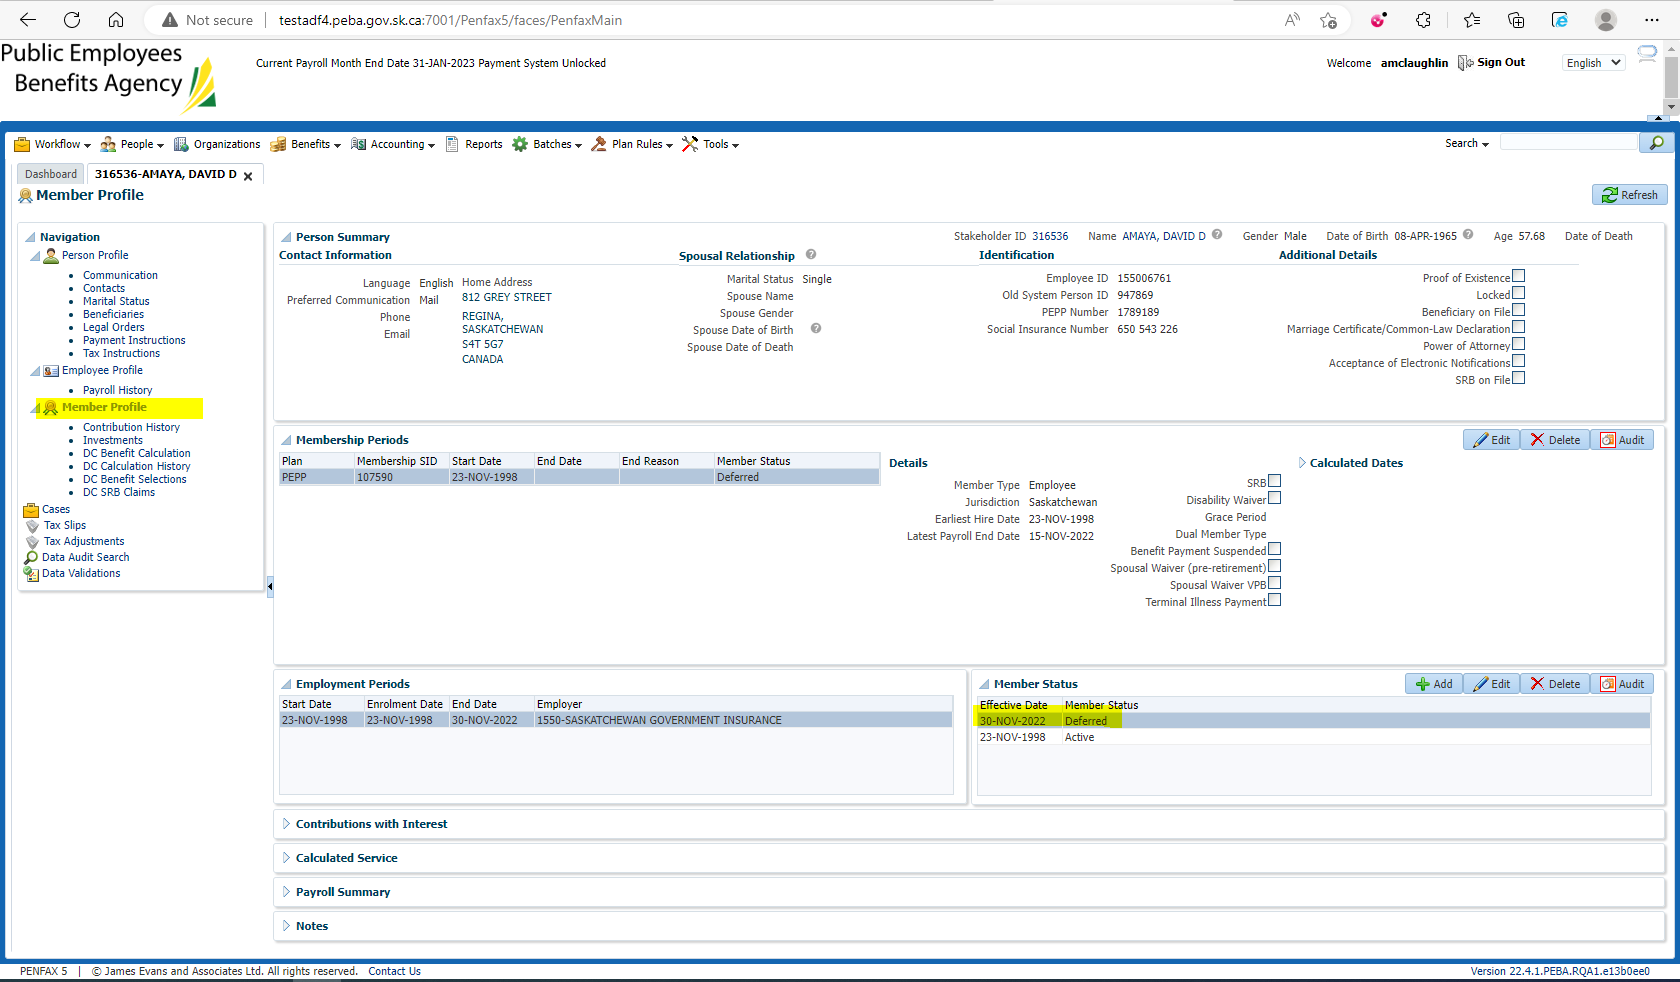 Not secure | testadf4.peba.gov.sk.ca:7001/Penfax5/faces/PenfaxMain
Public Employees
Benefits Agency
Current Payroll Month End Date 31-JAN-2023 Payment System Unlocked
Welcome amclaughlin Sign Out English
Workflow People Organizations Benefits Accounting Reports Batches Plan Rules Tools Search
Dashboard 316536-AMAYA, DAVID D
Member Profile
Refresh
Navigation
Person Profile
Communication
Contacts
Marital Status
Beneficiaries
Legal Orders
Payment Instructions
Tax Instructions
Employee Profile
Payroll History
Member Profile
Contribution History
Investments
DC Benefit Calculation
DC Calculation History
DC Benefit Selections
DC SRB Claims
Cases
Tax Slips
Tax Adjustments
Data Audit Search
Data Validations
Person Summary
Stakeholder ID 316536 Name AMAYA, DAVID D Gender Male Date of Birth 08-APR-1965 Age 57.68 Date of Death
Contact Information
Language English
Preferred Communication Mail
Phone
Email
Home Address
812 GREY STREET
REGINA,
SASKATCHEWAN
S4T 5G7
CANADA
Spousal Relationship
Marital Status Single
Spouse Name
Spouse Gender
Spouse Date of Birth
Spouse Date of Death
Identification
Employee ID 155006761
Old System Person ID 947869
PEPP Number 1789189
Social Insurance Number 650 543 226
Additional Details
Proof of Existence
Locked
Beneficiary on File
Marriage Certificate/Common-Law Declaration
Power of Attorney
Acceptance of Electronic Notifications
SRB on File
Membership Periods
Edit Delete Audit
Plan Membership SID Start Date End Date End Reason Member Status
PEPP 107590 23-NOV-1998 Deferred
Details
Member Type Employee
Jurisdiction Saskatchewan
Earliest Hire Date 23-NOV-1998
Latest Payroll End Date 15-NOV-2022
SRB
Disability Waiver
Grace Period
Dual Member Type
Benefit Payment Suspended
Spousal Waiver (pre-retirement)
Spousal Waiver VPB
Terminal Illness Payment
Calculated Dates
Employment Periods
Start Date Enrolment Date End Date Employer
23-NOV-1998 23-NOV-1998 30-NOV-2022 1550-SASKATCHEWAN GOVERNMENT INSURANCE
Member Status
Add Edit Delete Audit
Effective Date Member Status
30-NOV-2022 Deferred
23-NOV-1998 Active
Contributions with Interest
Calculated Service
Payroll Summary
Notes
PENFAX 5 | © James Evans and Associates Ltd. All rights reserved. Contact Us
Version 22.4.1.PEBA.RQA1.e13b0ee0